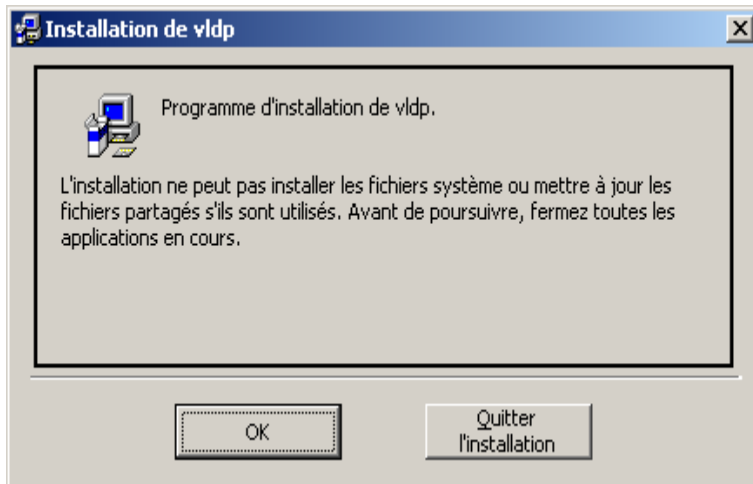 Installation de vldp
Programme d'installation de vldp.
L'installation ne peut pas installer les fichiers système ou mettre à jour les
fichiers partagés s'ils sont utilisés. Avant de poursuivre, fermez toutes les
applications en cours.
OK
Quitter
l'installation